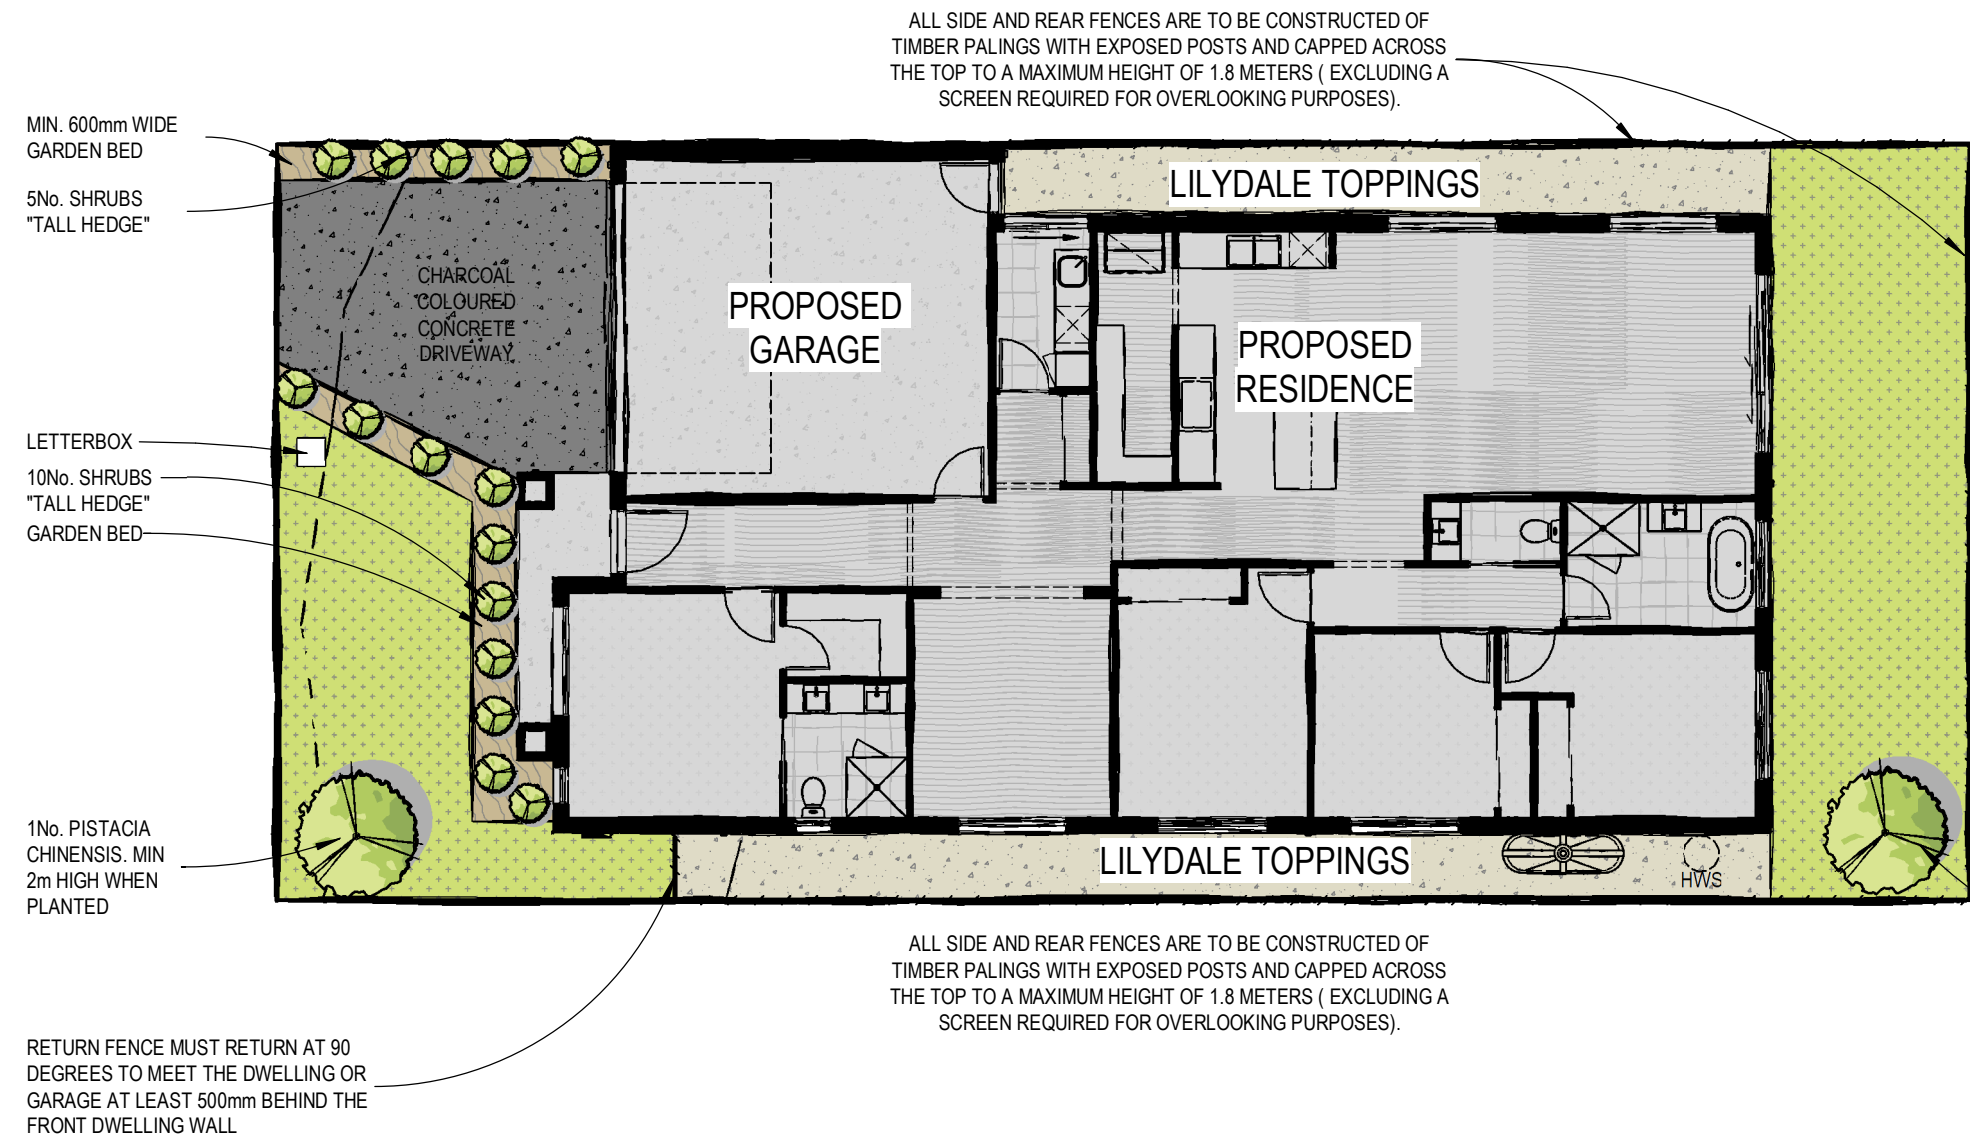 ALL SIDE AND REAR FENCES ARE TO BE CONSTRUCTED OF
TIMBER PALINGS WITH EXPOSED POSTS AND CAPPED ACROSS
THE TOP TO A MAXIMUM HEIGHT OF 1.8 METERS ( EXCLUDING A
SCREEN REQUIRED FOR OVERLOOKING PURPOSES).
MIN. 600mm WIDE
GARDEN BED
5No. SHRUBS
"TALL HEDGE"
LILYDALE TOPPINGS
CHARCOAL
COLOURED
CONCRETE
DRIVEWAY
PROPOSED
GARAGE
PROPOSED
RESIDENCE
LETTERBOX
10No. SHRUBS
"TALL HEDGE"
GARDEN BED
1No. PISTACIA
CHINENSIS. MIN
2m HIGH WHEN
PLANTED
LILYDALE TOPPINGS
HWS
ALL SIDE AND REAR FENCES ARE TO BE CONSTRUCTED OF
TIMBER PALINGS WITH EXPOSED POSTS AND CAPPED ACROSS
THE TOP TO A MAXIMUM HEIGHT OF 1.8 METERS ( EXCLUDING A
SCREEN REQUIRED FOR OVERLOOKING PURPOSES).
RETURN FENCE MUST RETURN AT 90
DEGREES TO MEET THE DWELLING OR
GARAGE AT LEAST 500mm BEHIND THE
FRONT DWELLING WALL